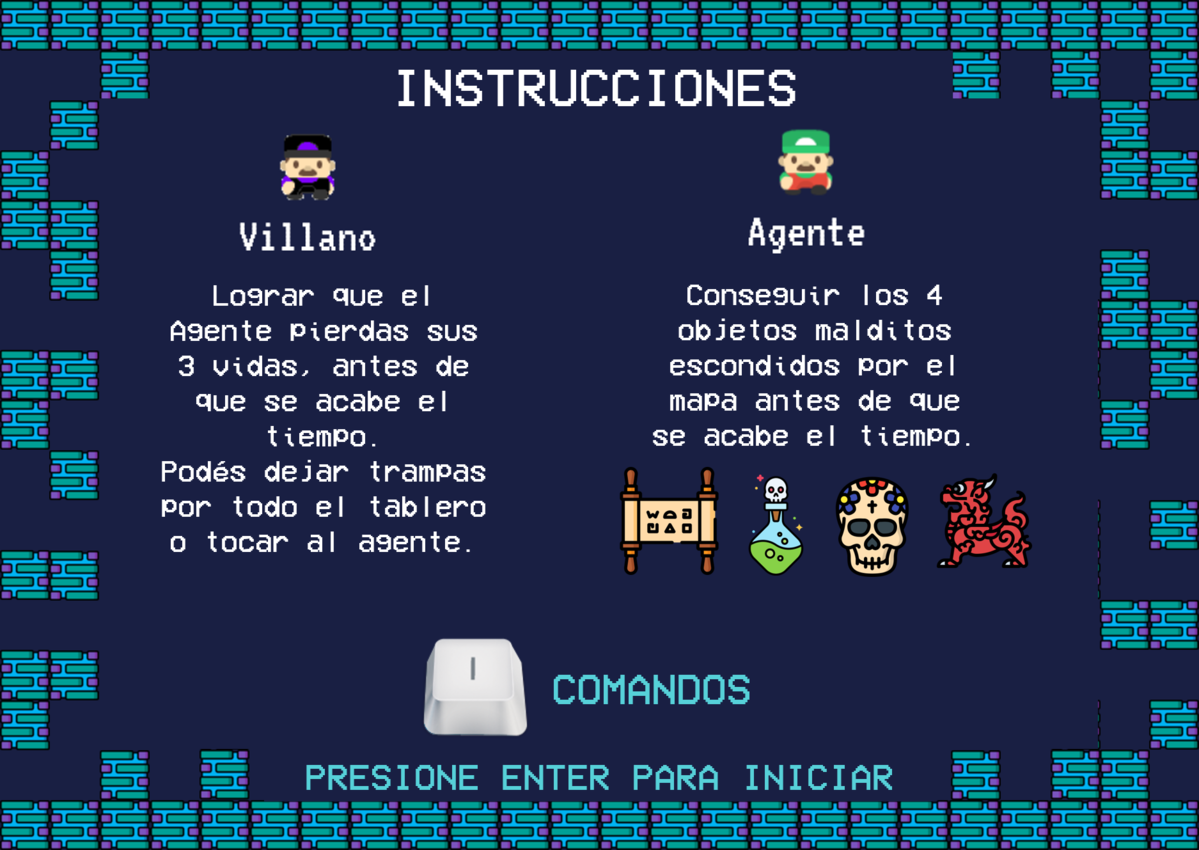 INSTRUCCIONES
Villano
Lograr que el
Agente pierdas sus
3 vidas, antes de
que se acabe el
tiempo.
Podés dejar trampas
por todo el tablero
o tocar al agente.
Agente
Conseguir los 4
objetos malditos
escondidos por el
mapa antes de que
se acabe el tiempo.
I
COMANDOS
PRESIONE ENTER PARA INICIAR